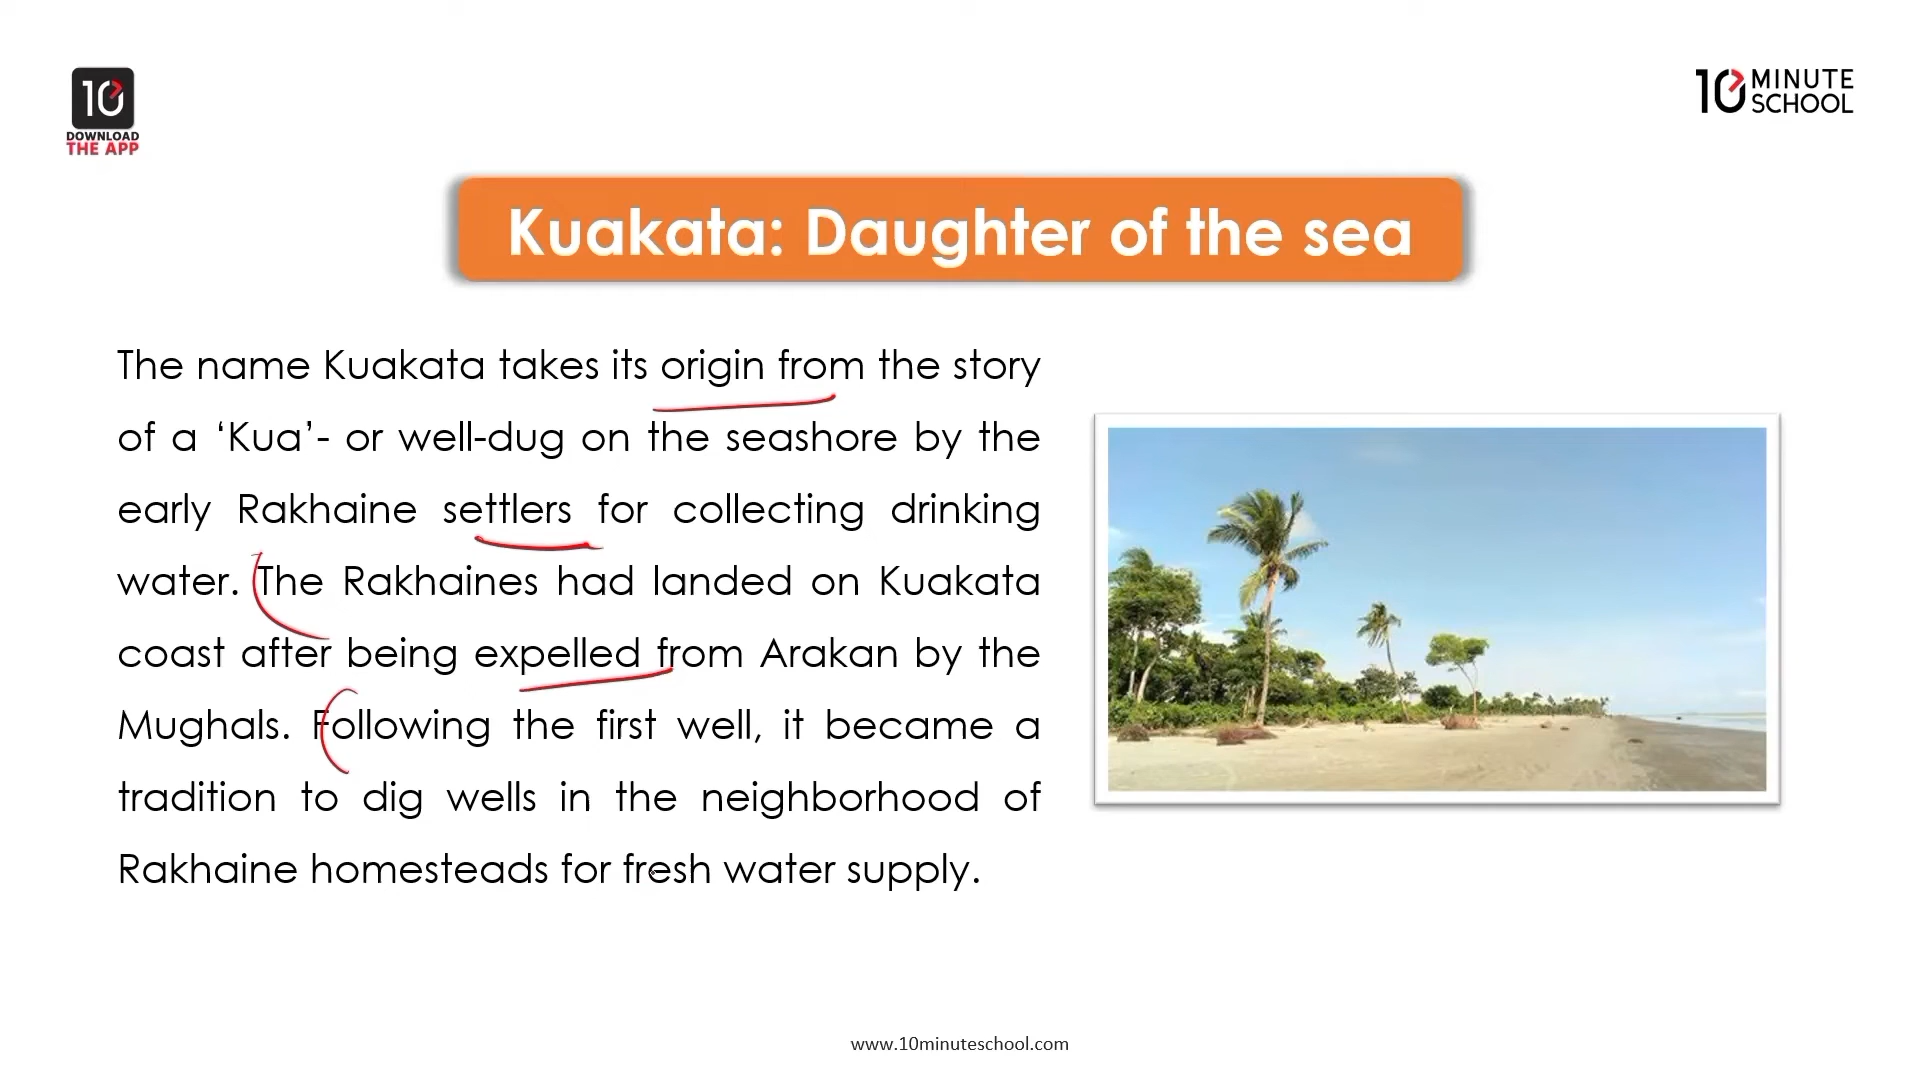 10
DOWNLOAD
THE APP
10 MINUTE
SCHOOL
Kuakata: Daughter of the sea
The name Kuakata takes its origin from the story
of a ‘Kua’- or well-dug on the seashore by the
early Rakhaine settlers for collecting drinking
water. The Rakhaines had landed on Kuakata
coast after being expelled from Arakan by the
Mughals. Following the first well, it became a
tradition to dig wells in the neighborhood of
Rakhaine homesteads for fresh water supply.
www.10minuteschool.com